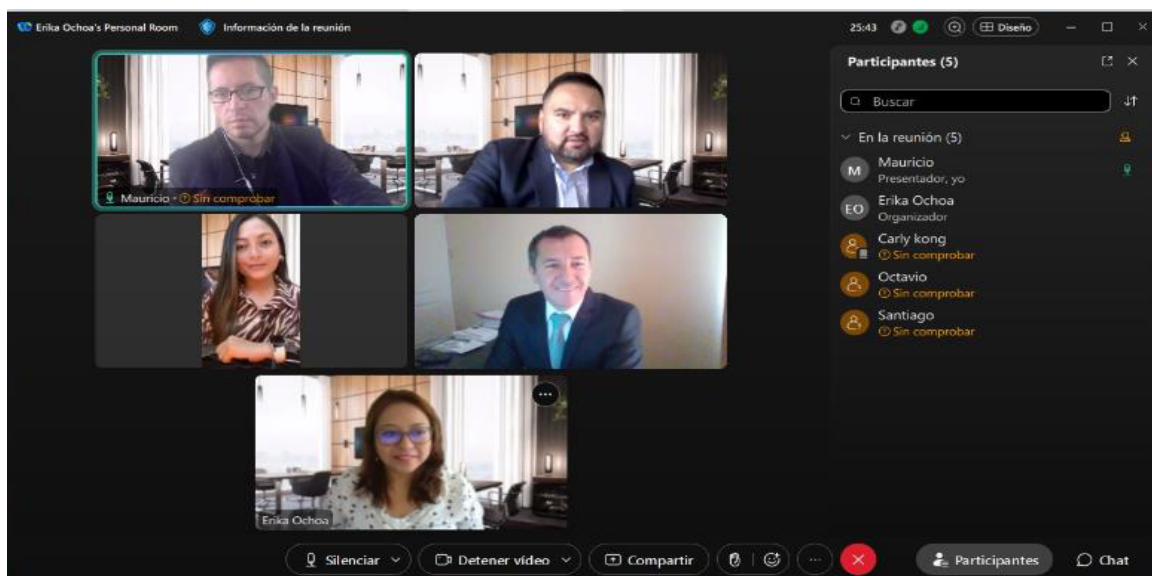 Erika Ochoa's Personal Room
Información de la reunión
25:43
Diseño
Mauricio · Sin comprobar
Erika Ochoa
Participantes (5)
Buscar
En la reunión (5)
M
Mauricio
Presentador, yo
EO
Erika Ochoa
Organizador
Carly kong
Sin comprobar
Octavio
Sin comprobar
Santiago
Sin comprobar
Silenciar
Detener vídeo
Compartir
Participantes
Chat